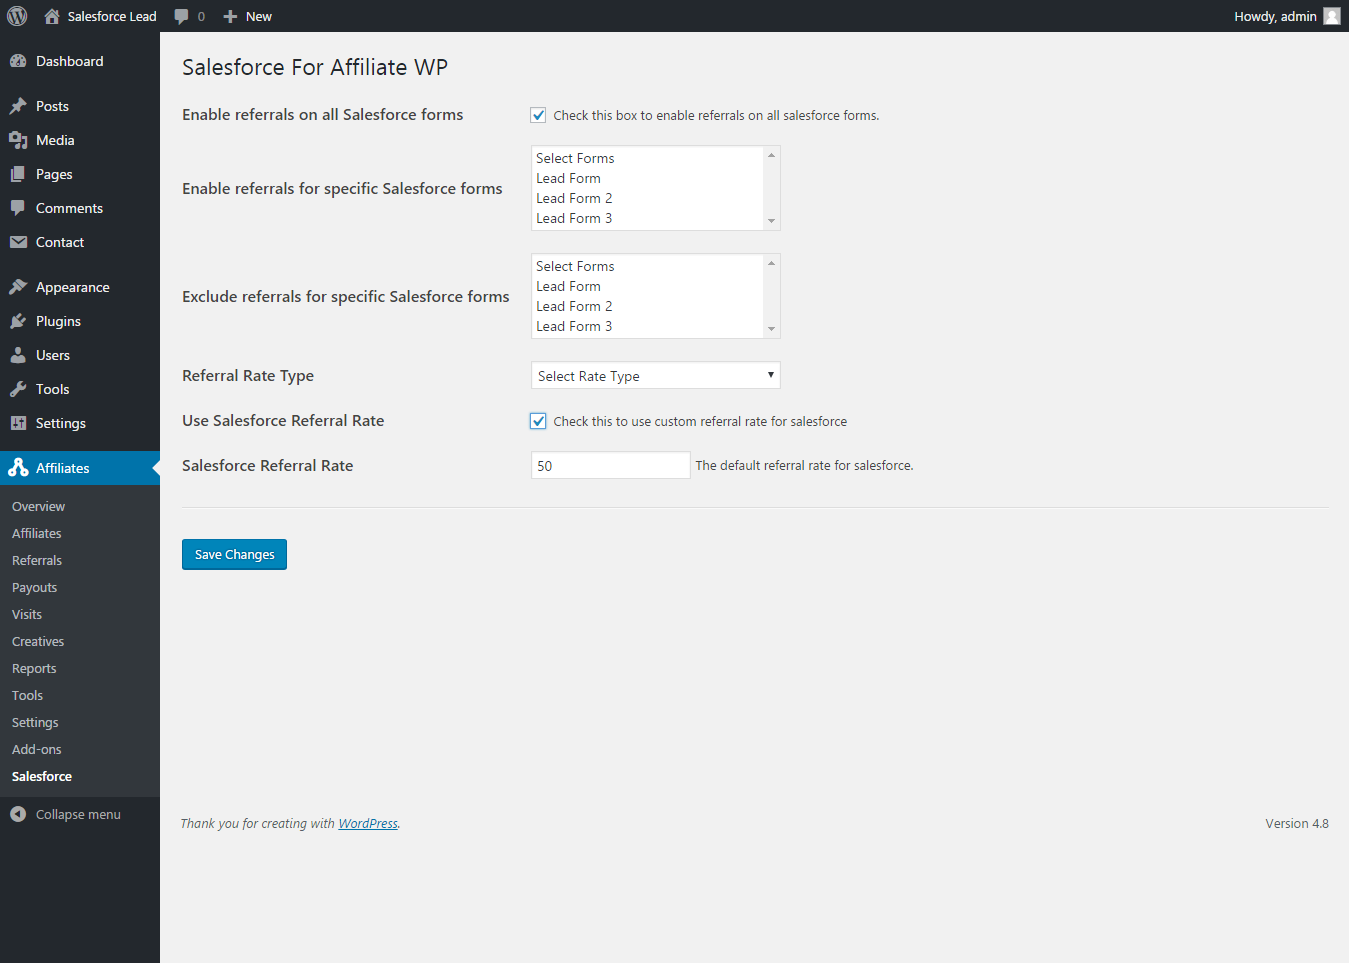 Salesforce Lead 0 New Howdy, admin
Dashboard
Posts
Media
Pages
Comments
Contact
Appearance
Plugins
Users
Tools
Settings
Affiliates
Overview
Affiliates
Referrals
Payouts
Visits
Creatives
Reports
Tools
Settings
Add-ons
Salesforce
Collapse menu
Salesforce For Affiliate WP
Enable referrals on all Salesforce forms Check this box to enable referrals on all salesforce forms.
Enable referrals for specific Salesforce forms
Select Forms
Lead Form
Lead Form 2
Lead Form 3
Exclude referrals for specific Salesforce forms
Select Forms
Lead Form
Lead Form 2
Lead Form 3
Referral Rate Type Select Rate Type
Use Salesforce Referral Rate Check this to use custom referral rate for salesforce
Salesforce Referral Rate 50 The default referral rate for salesforce.
Save Changes
Thank you for creating with WordPress. Version 4.8